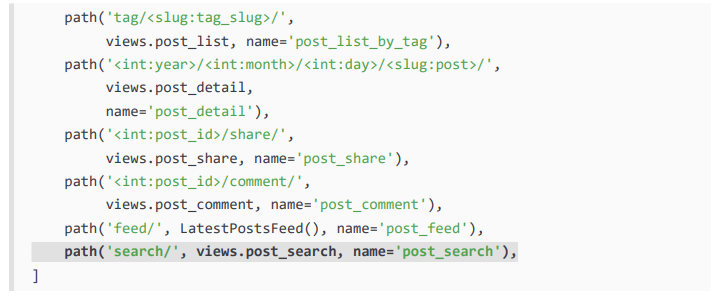 path('tag/<slug:tag_slug>/',
views.post_list, name='post_list_by_tag'),
path('<int:year>/<int:month>/<int:day>/<slug:post>/',
views.post_detail,
name='post_detail'),
path('<int:post_id>/share/',
views.post_share, name='post_share'),
path('<int:post_id>/comment/',
views.post_comment, name='post_comment'),
path('feed/', LatestPostsFeed(), name='post_feed'),
path('search/', views.post_search, name='post_search'),
]